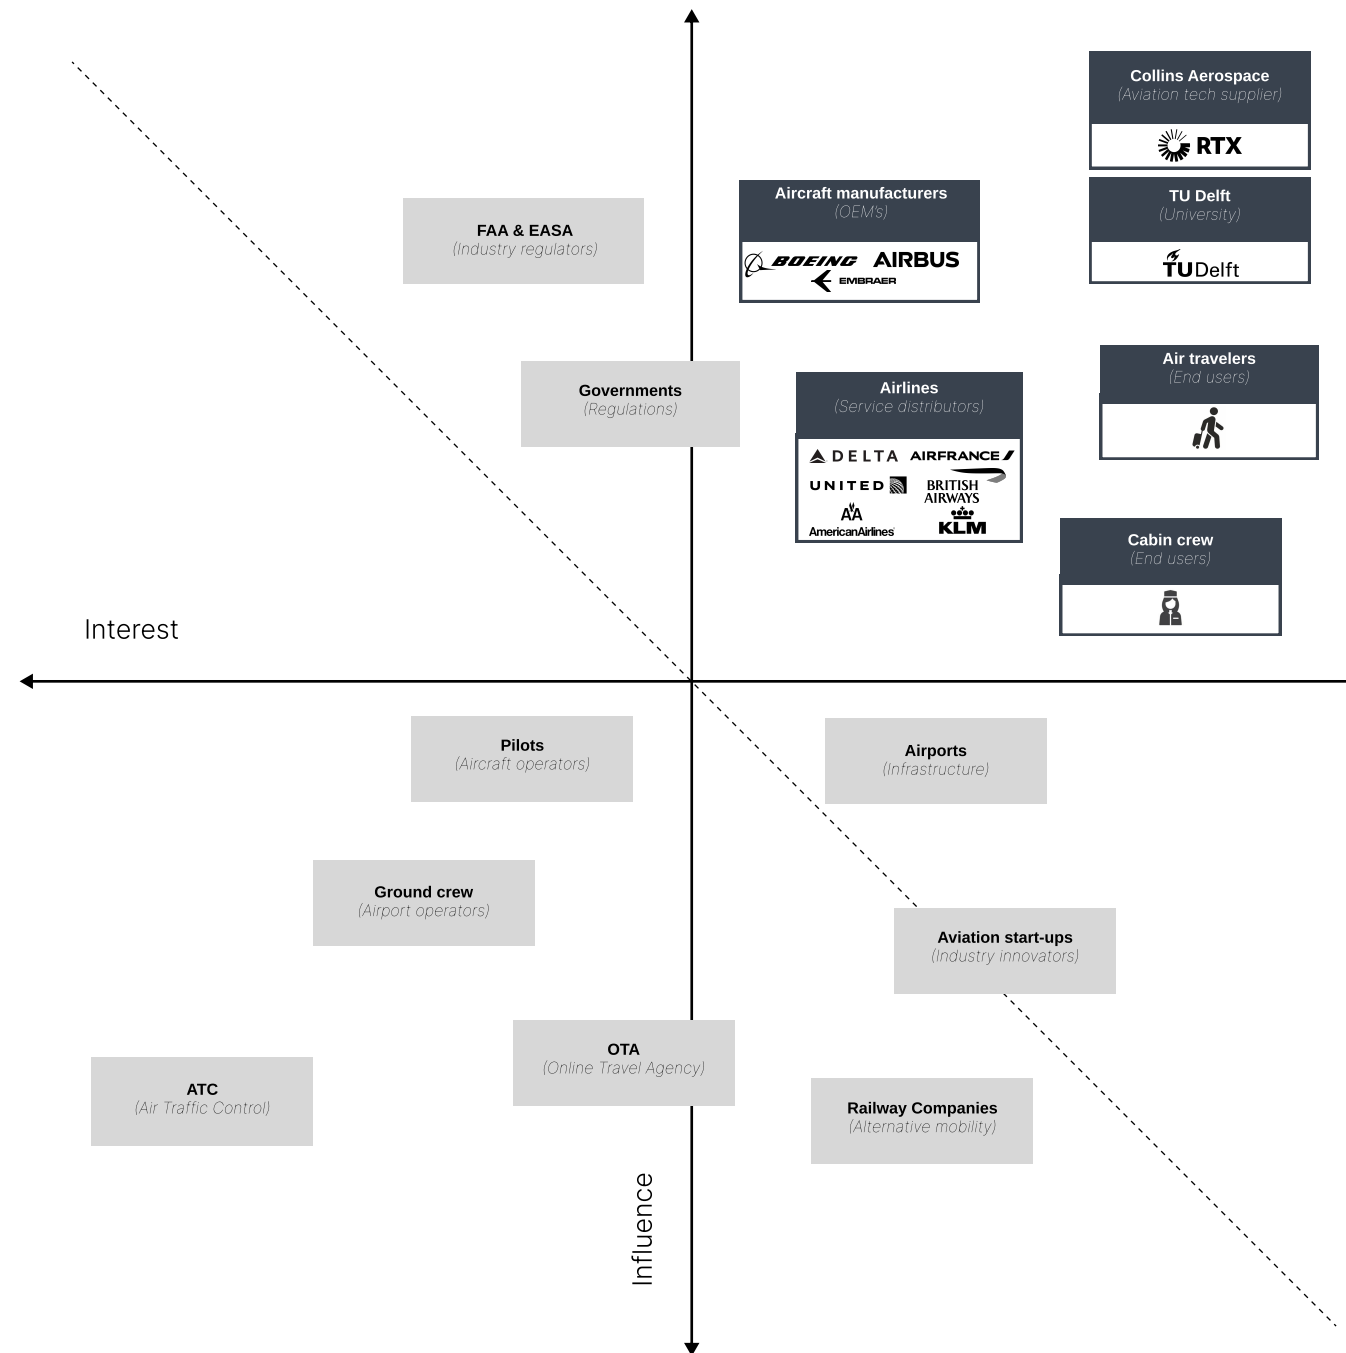 Collins Aerospace
(Aviation tech supplier)
RTX
TU Delft
(University)
TUDelft
Aircraft manufacturers
(OEM's)
BOEING AIRBUS
EMBRAER
FAA & EASA
(Industry regulators)
Governments
(Regulations)
Airlines
(Service distributors)
DELTA AIRFRANCE
UNITED BRITISH AIRWAYS
AA
AmericanAirlines
KLM
Air travelers
(End users)
Cabin crew
(End users)
Interest
Pilots
(Aircraft operators)
Airports
(Infrastructure)
Ground crew
(Airport operators)
Aviation start-ups
(Industry innovators)
OTA
(Online Travel Agency)
ATC
(Air Traffic Control)
Railway Companies
(Alternative mobility)
Influence